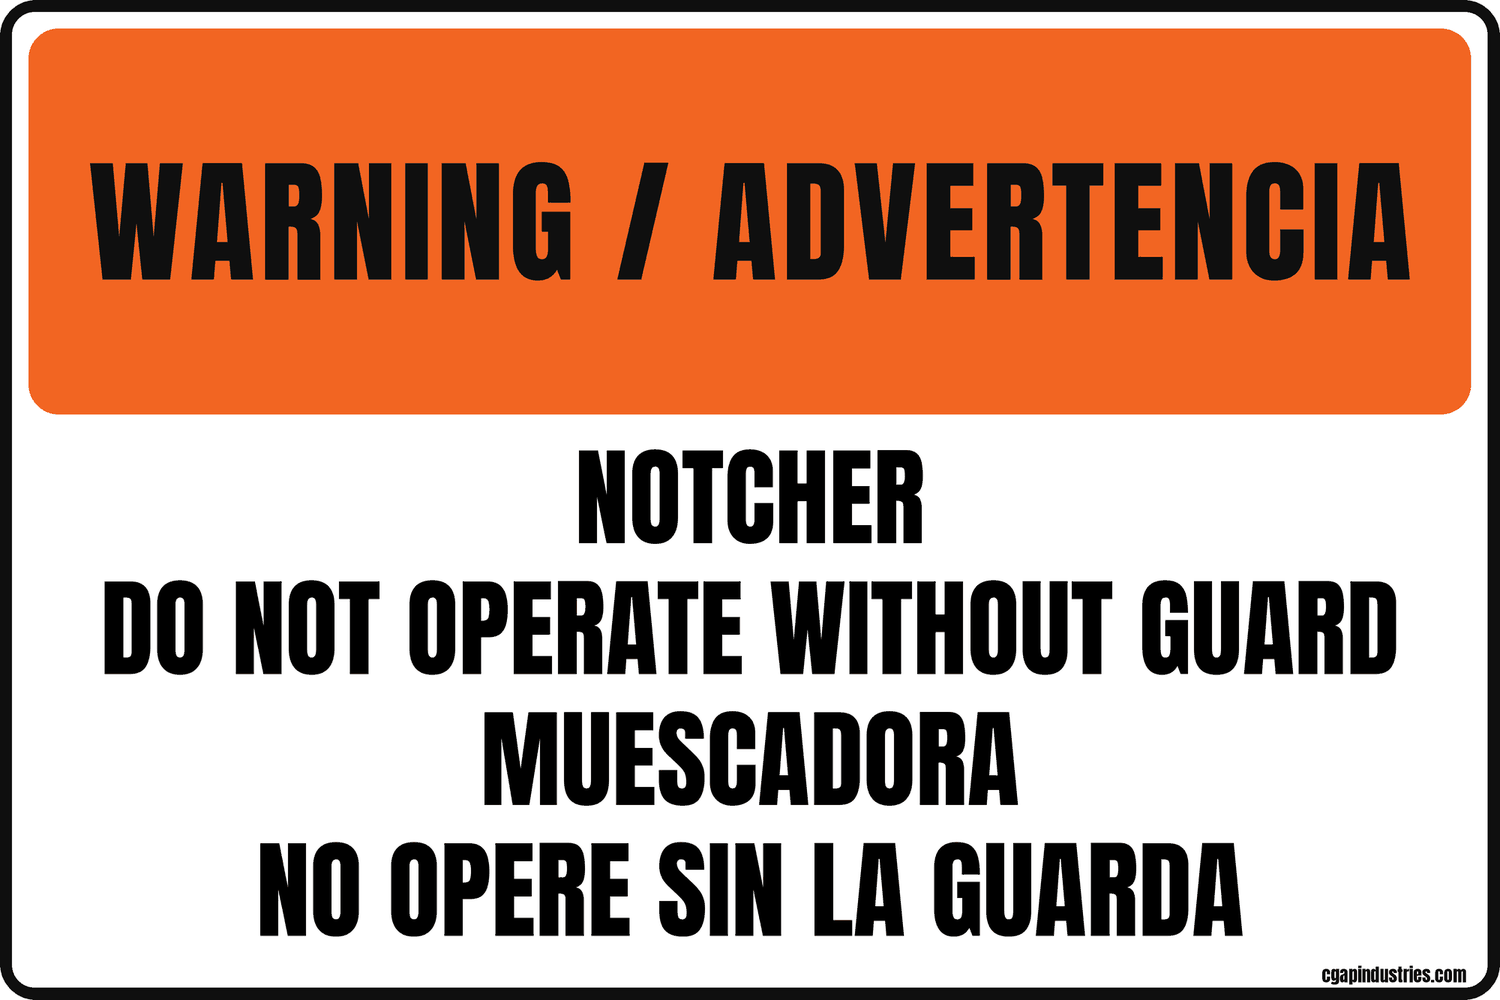 WARNING / ADVERTENCIA
NOTCHER
DO NOT OPERATE WITHOUT GUARD
MUESCADORA
NO OPERE SIN LA GUARDA
cgapindustries.com